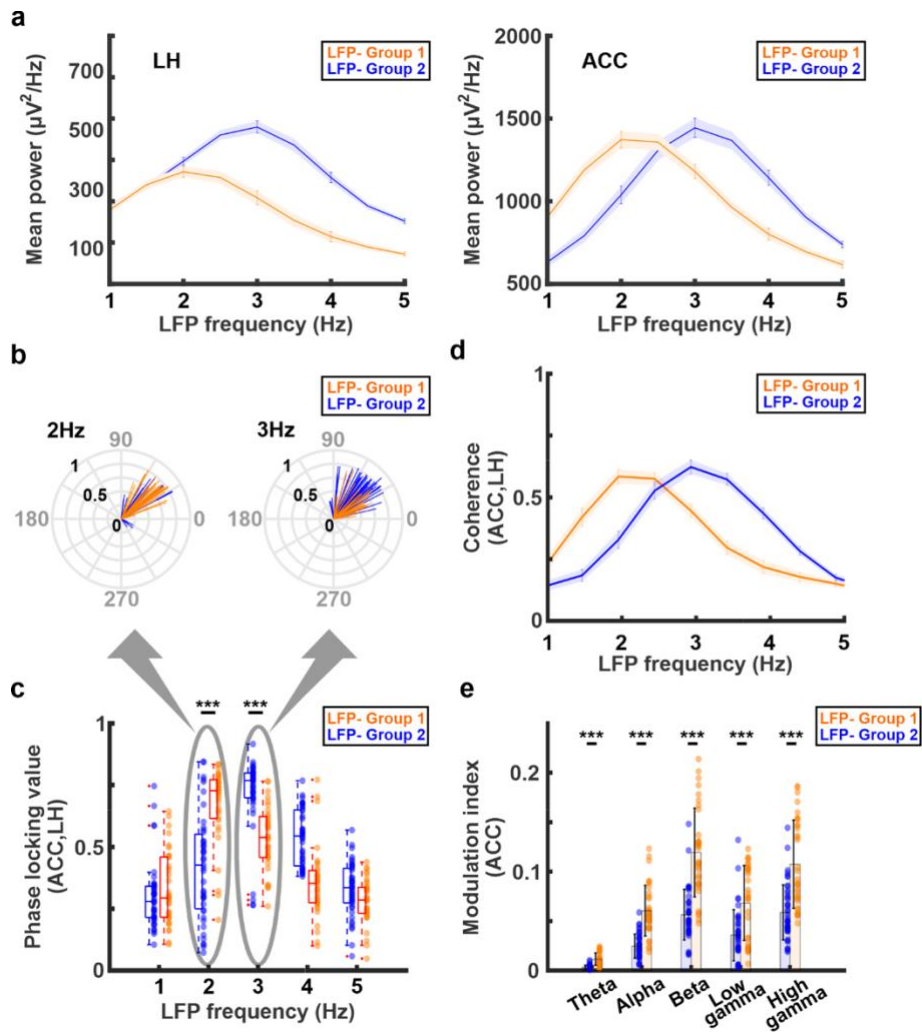 a
LH
LFP- Group 1
LFP- Group 2
Mean power (µV²/Hz)
700
500
300
100
1 2 3 4 5
LFP frequency (Hz)
ACC
LFP- Group 1
LFP- Group 2
Mean power (µV²/Hz)
2000
1500
1000
500
1 2 3 4 5
LFP frequency (Hz)
b
LFP- Group 1
LFP- Group 2
2Hz
90
1
0.5
180 0 0
270
3Hz
90
1
0.5
180 0 0
270
c
*** ***
LFP- Group 1
LFP- Group 2
Phase locking value
(ACC,LH)
1
0.5
0
1 2 3 4 5
LFP frequency (Hz)
d
LFP- Group 1
LFP- Group 2
Coherence
(ACC,LH)
1
0.5
0
1 2 3 4 5
LFP frequency (Hz)
e
LFP- Group 1
LFP- Group 2
*** *** *** *** ***
Modulation index
(ACC)
0.2
0.1
0
Theta
Alpha
Beta
Low
gamma
High
gamma